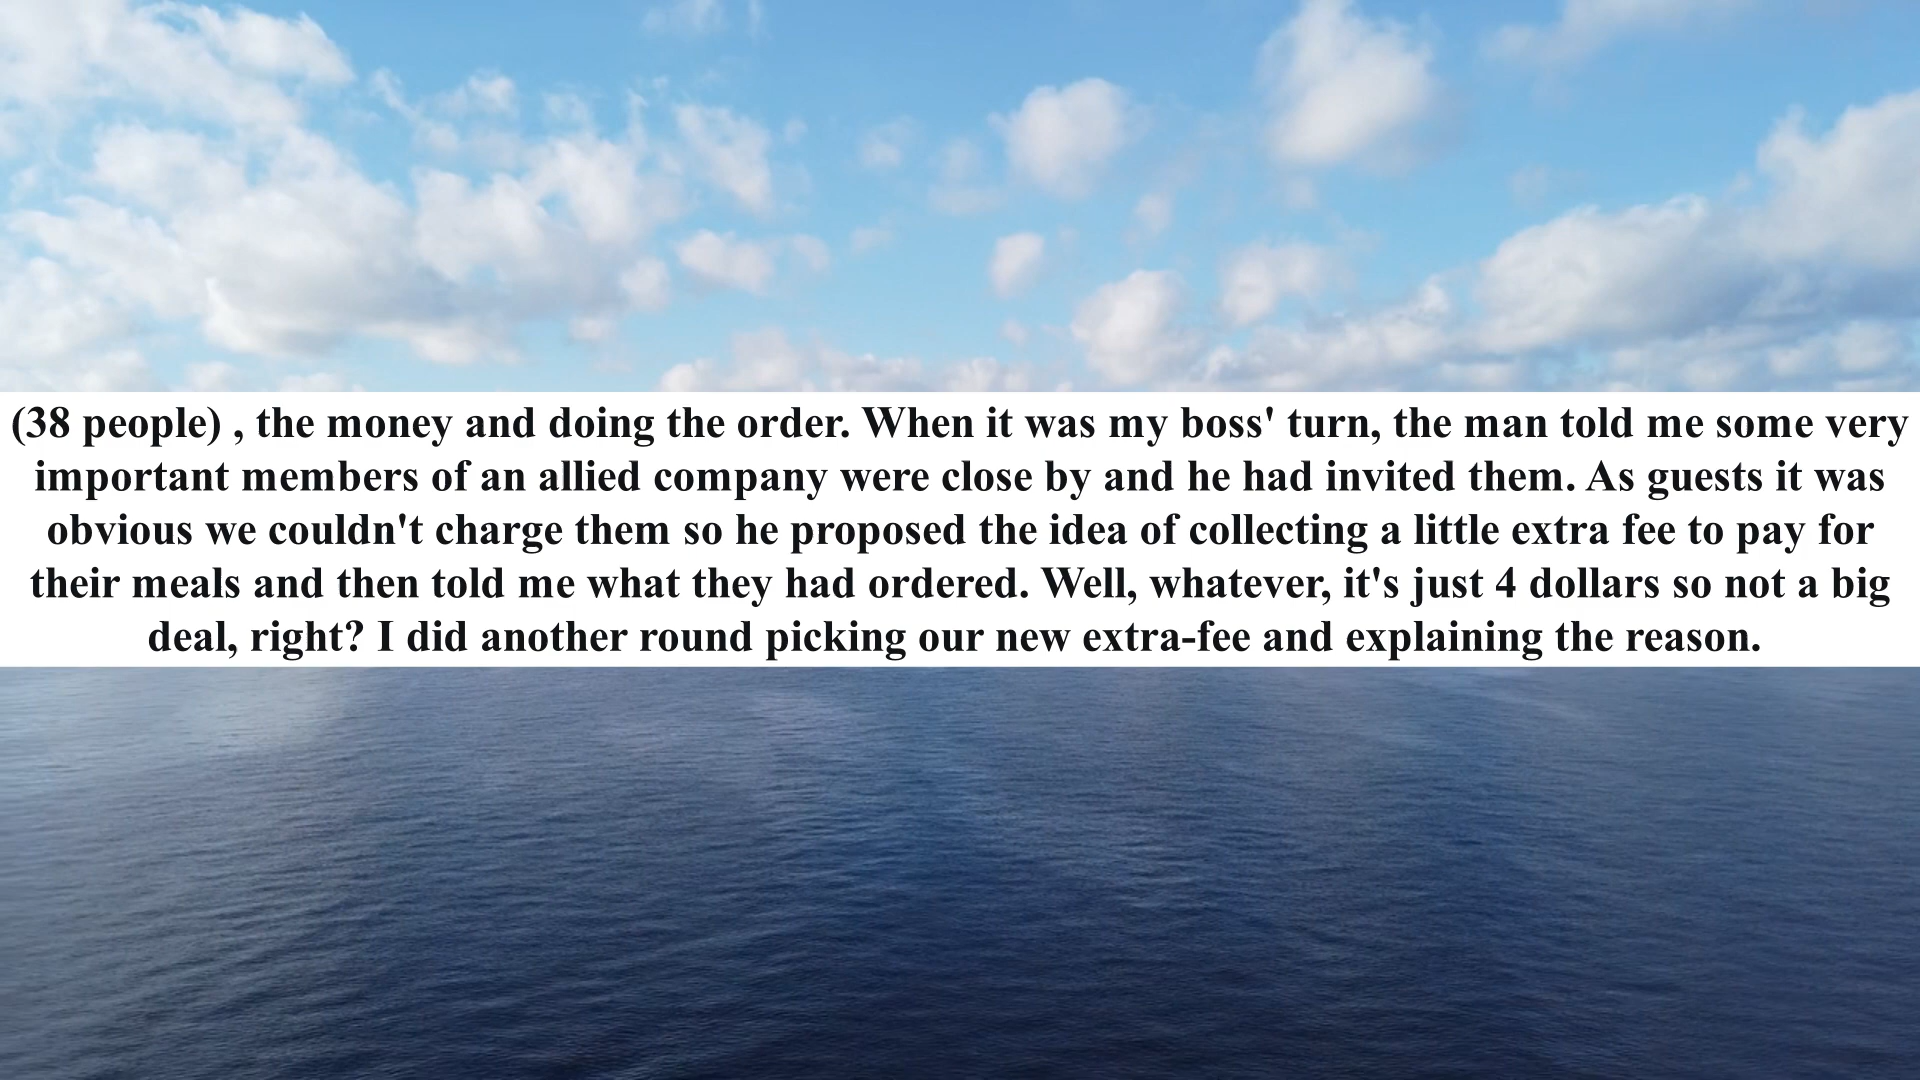 (38 people) , the money and doing the order. When it was my boss' turn, the man told me some very
important members of an allied company were close by and he had invited them. As guests it was
obvious we couldn't charge them so he proposed the idea of collecting a little extra fee to pay for
their meals and then told me what they had ordered. Well, whatever, it's just 4 dollars so not a big
deal, right? I did another round picking our new extra-fee and explaining the reason.